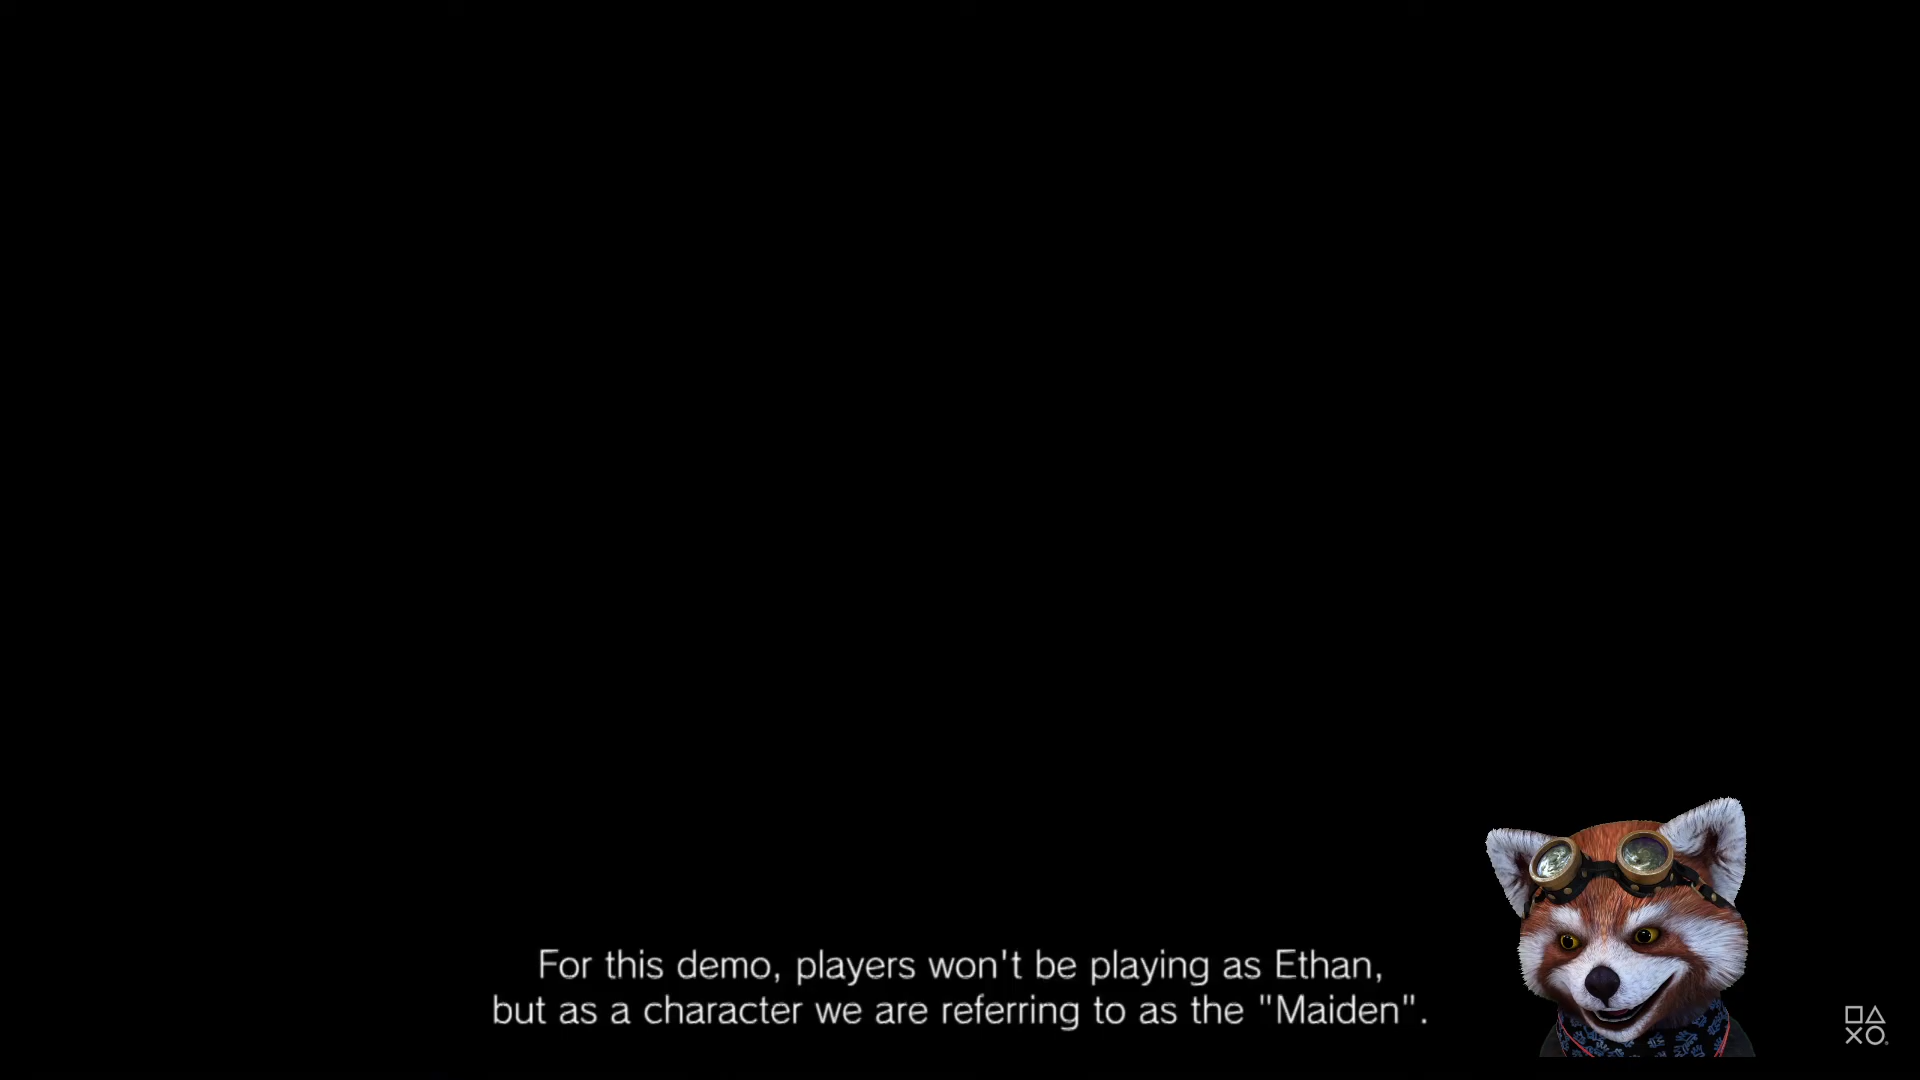 For this demo, players won't be playing as Ethan,
but as a character we are referring to as the "Maiden".